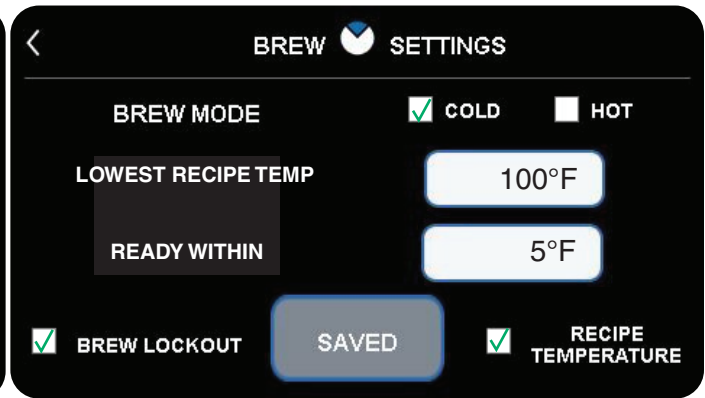 BREW SETTINGS
BREW MODE COLD HOT
LOWEST RECIPE TEMP 100°F
READY WITHIN 5°F
BREW LOCKOUT SAVED RECIPE
TEMPERATURE